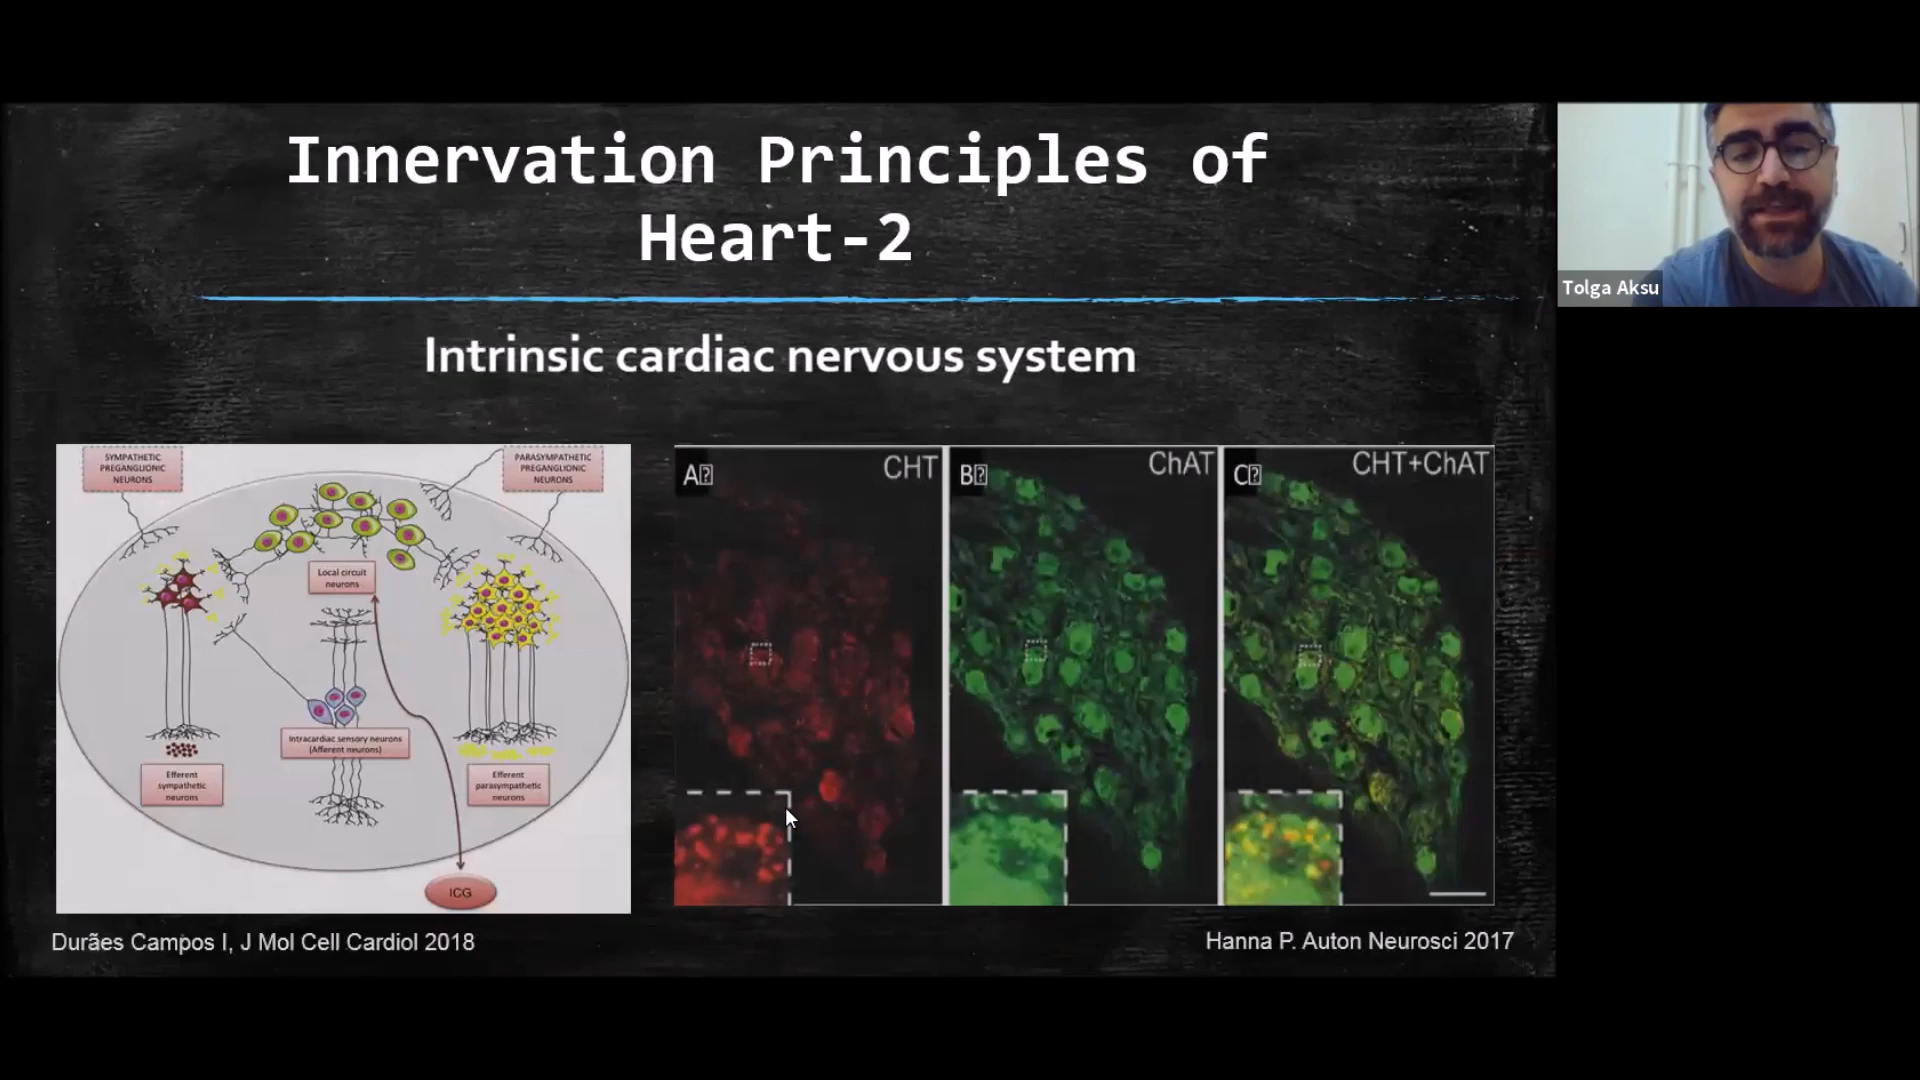 Innervation Principles of
Heart-2
Intrinsic cardiac nervous system
SYMPATHETIC
PREGANGLIONIC
NEURONS
PARASYMPATHETIC
PREGANGLIONIC
NEURONS
Local circuit
neurons
Intracardiac sensory neurons
(Afferent neurons)
Efferent
sympathetic
neurons
Efferent
parasympathetic
neurons
ICG
A
CHT
B
ChAT
C
CHT+ChAT
Durães Campos I, J Mol Cell Cardiol 2018
Hanna P. Auton Neurosci 2017
Tolga Aksu